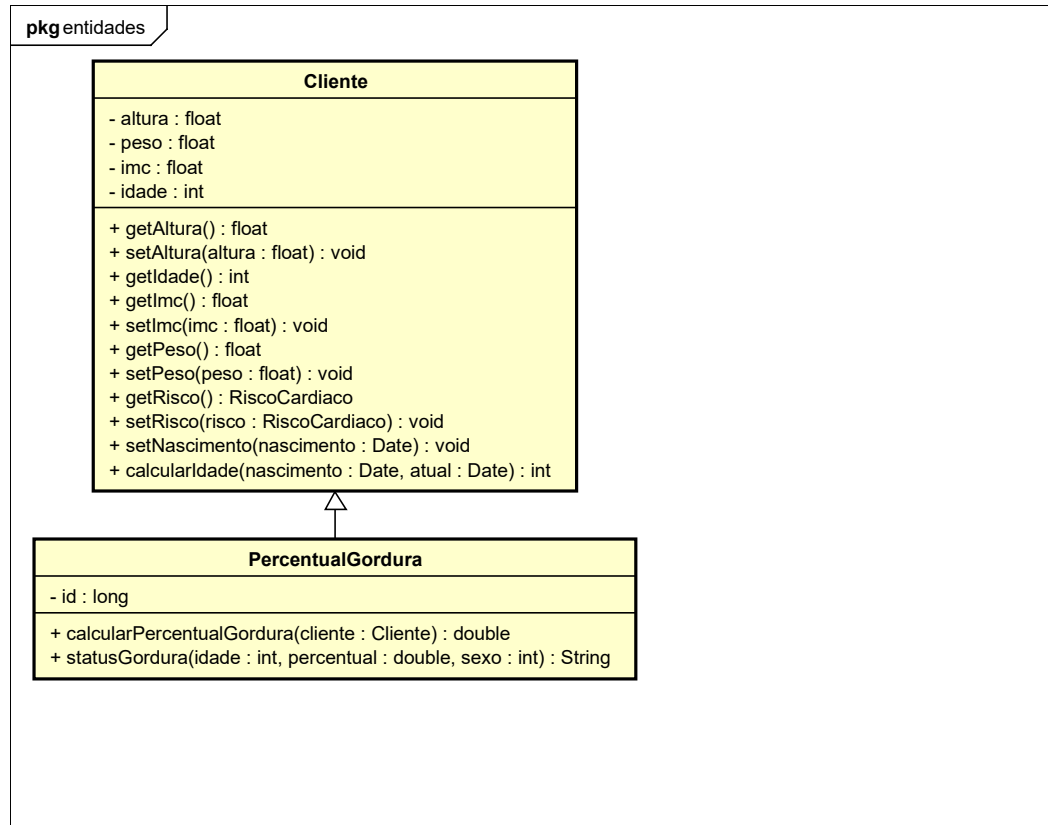 pkg entidades
Cliente
- altura : float
- peso : float
- imc : float
- idade : int
+ getAltura() : float
+ setAltura(altura : float) : void
+ getIdade() : int
+ getImc() : float
+ setImc(imc : float) : void
+ getPeso() : float
+ setPeso(peso : float) : void
+ getRisco() : RiscoCardiaco
+ setRisco(risco : RiscoCardiaco) : void
+ setNascimento(nascimento : Date) : void
+ calcularIdade(nascimento : Date, atual : Date) : int
PercentualGordura
- id : long
+ calcularPercentualGordura(cliente : Cliente) : double
+ statusGordura(idade : int, percentual : double, sexo : int) : String